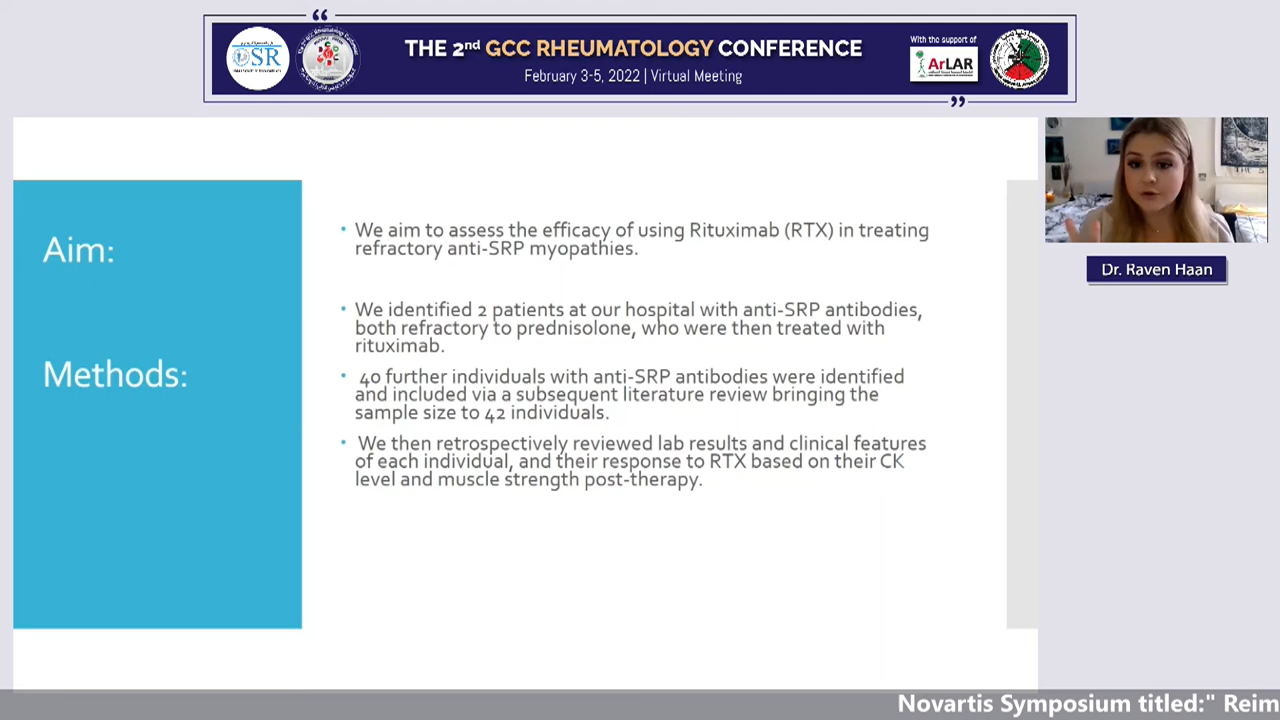 THE 2nd GCC RHEUMATOLOGY CONFERENCE
February 3-5, 2022 | Virtual Meeting
OSR
With the support of
ArLAR
Dr. Raven Haan
Aim:
• We aim to assess the efficacy of using Rituximab (RTX) in treating
refractory anti-SRP myopathies.
Methods:
• We identified 2 patients at our hospital with anti-SRP antibodies,
both refractory to prednisolone, who were then treated with
rituximab.
• 40 further individuals with anti-SRP antibodies were identified
and included via a subsequent literature review bringing the
sample size to 42 individuals.
• We then retrospectively reviewed lab results and clinical features
of each individual, and their response to RTX based on their CK
level and muscle strength post-therapy.
Novartis Symposium titled:" Reim